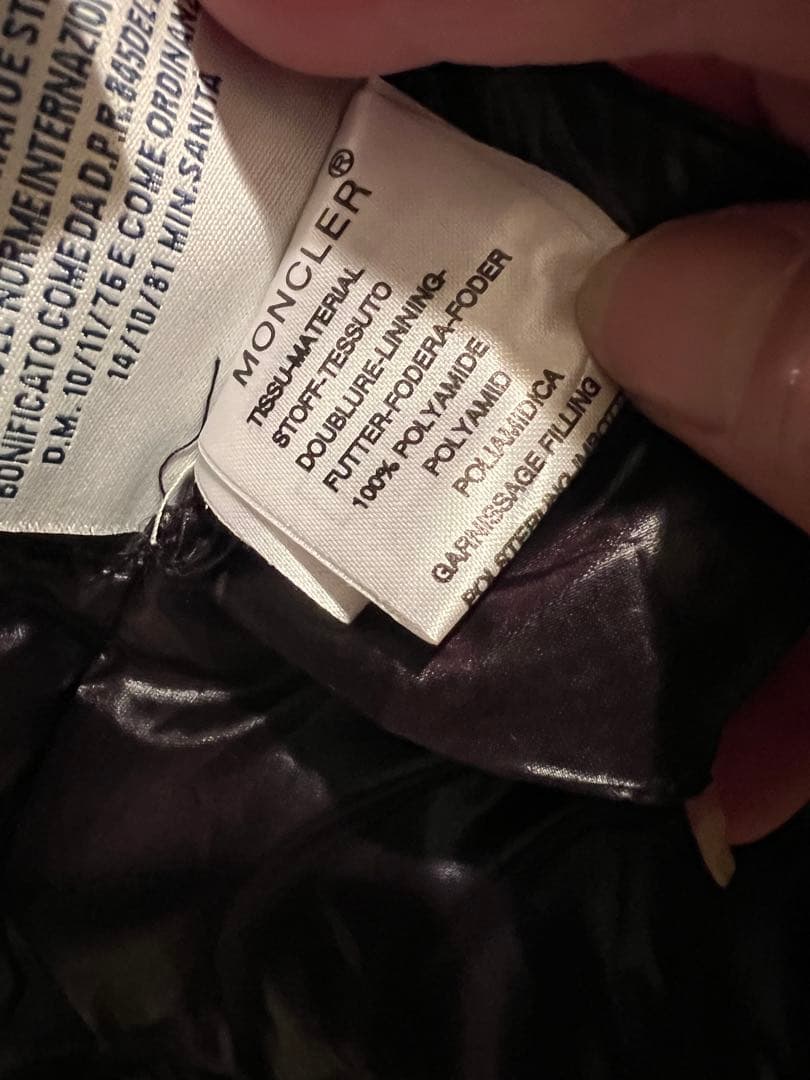 NORME INTERNAZIO
BONIFICATO COME DA D.P.R. 845 DEL
D.M. 10/11/76 E COME ORDINANZ
14/10/81 MIN.SANITA
MONCLER®
TISSU-MATERIAL
STOFF-TESSUTO
DOUBLURE-LINNING-
FUTTER-FODERA-FODER
100% POLYAMIDE
POLYAMID
POLIAMIDICA
GARNISSAGE FILLING